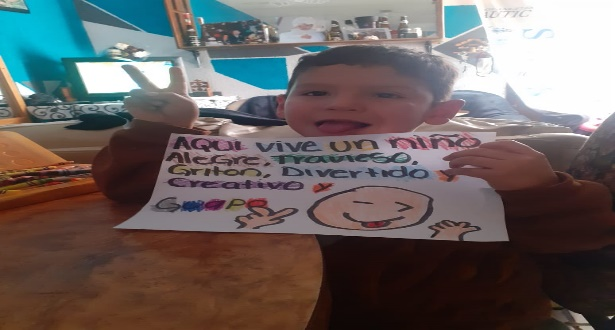 AQUI vive un niño
Alegre, Travieso,
Griton, Divertido
Creativo
GUAPO